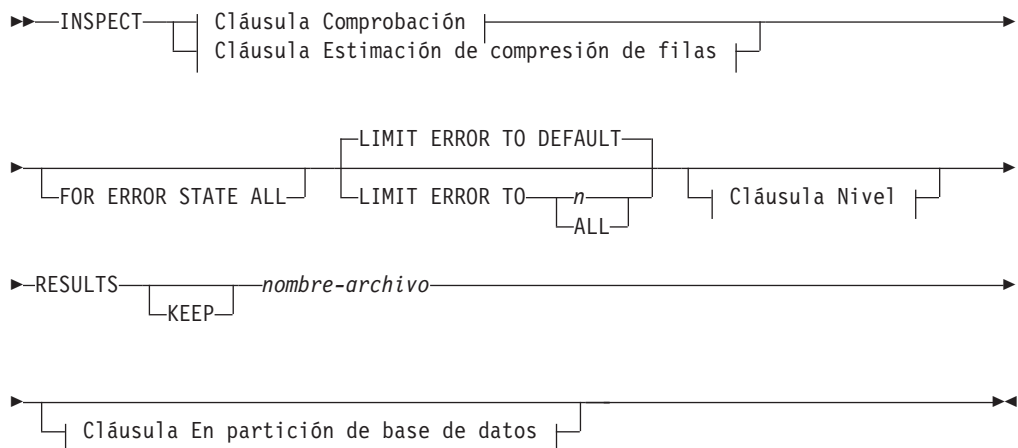 INSPECT Cláusula Comprobación
Cláusula Estimación de compresión de filas
LIMIT ERROR TO DEFAULT
FOR ERROR STATE ALL LIMIT ERROR TO n Cláusula Nivel
ALL
RESULTS nombre-archivo
KEEP
Cláusula En partición de base de datos